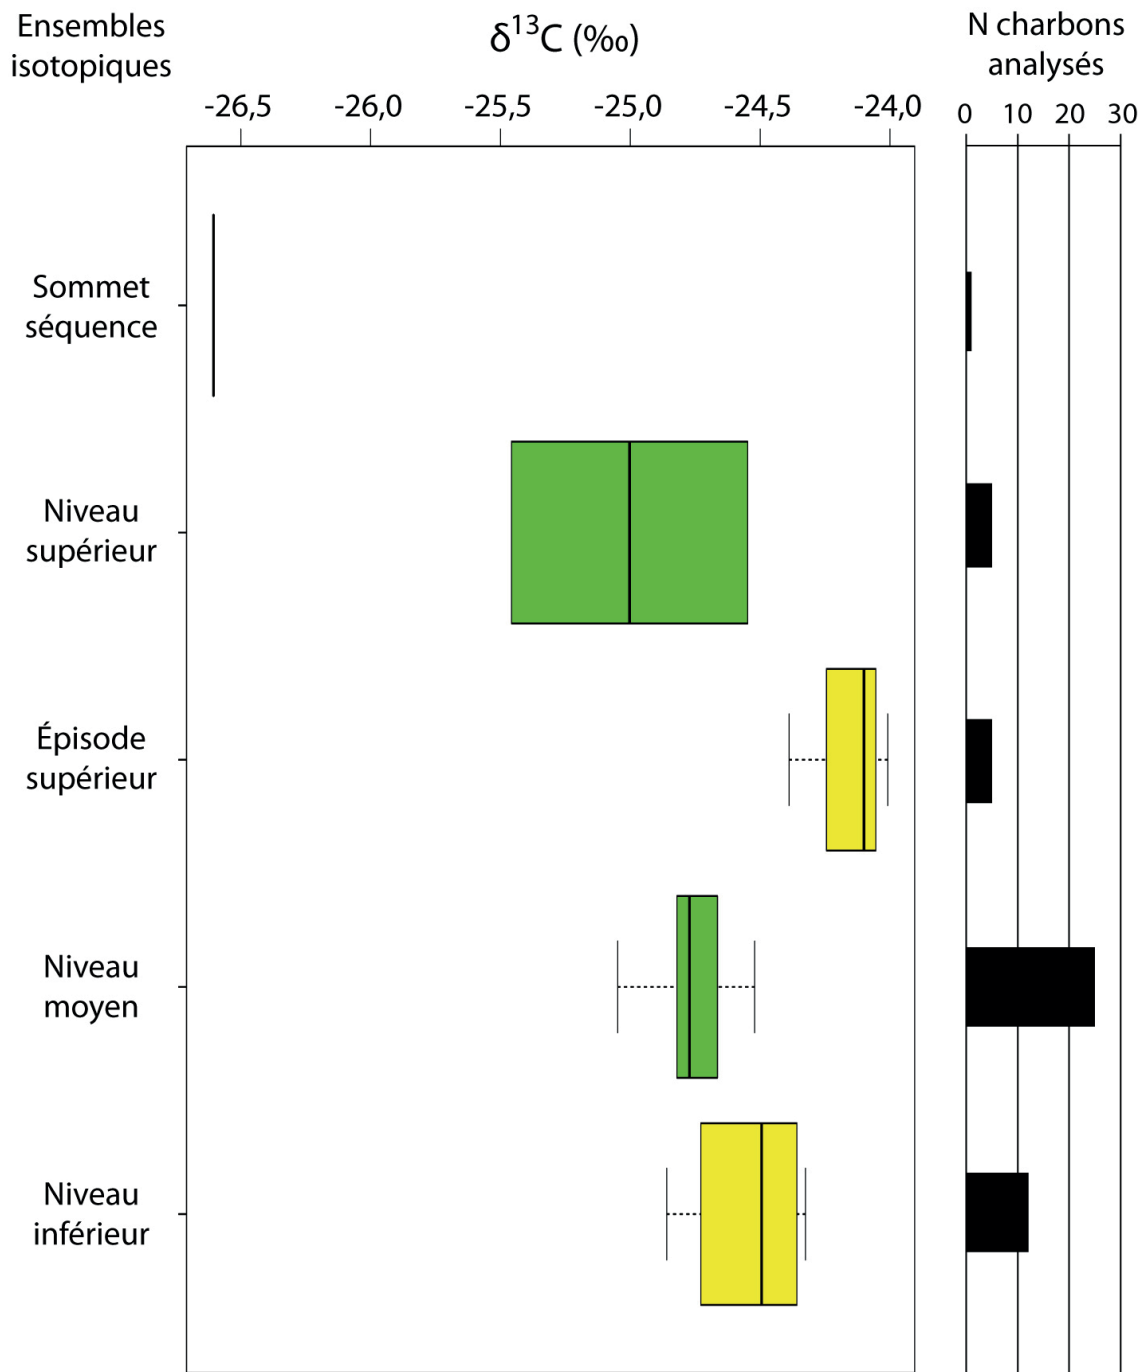 Ensembles
isotopiques
δ¹³C (‰)
N charbons
analysés
-26,5 -26,0 -25,5 -25,0 -24,5 -24,0
0 10 20 30
Sommet
séquence
Niveau
supérieur
Épisode
supérieur
Niveau
moyen
Niveau
inférieur